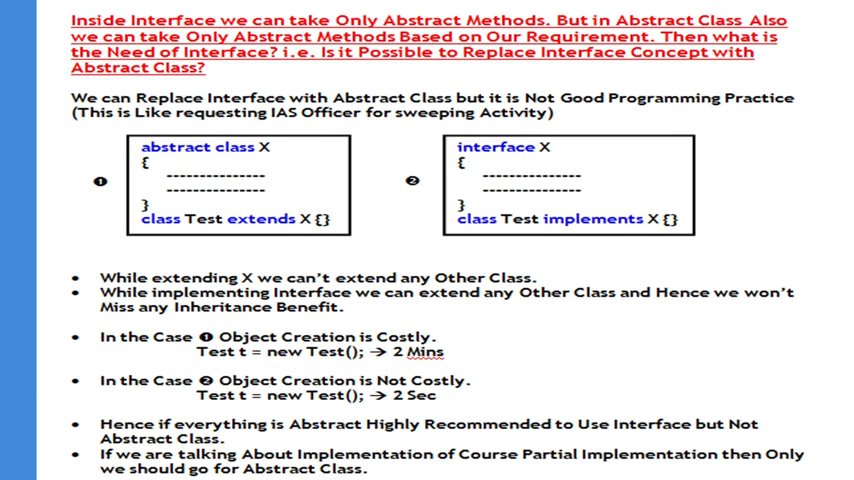 Inside Interface we can take Only Abstract Methods. But in Abstract Class Also
we can take Only Abstract Methods Based on Our Requirement. Then what is
the Need of Interface? i.e. Is it Possible to Replace Interface Concept with
Abstract Class?
We can Replace Interface with Abstract Class but it is Not Good Programming Practice
(This is Like requesting IAS Officer for sweeping Activity)
❶
abstract class X
{
---------------
---------------
}
class Test extends X {}
❷
interface X
{
---------------
---------------
}
class Test implements X {}
• While extending X we can't extend any Other Class.
• While implementing Interface we can extend any Other Class and Hence we won't
Miss any Inheritance Benefit.
• In the Case ❶ Object Creation is Costly.
Test t = new Test(); → 2 Mins
• In the Case ❷ Object Creation is Not Costly.
Test t = new Test(); → 2 Sec
• Hence if everything is Abstract Highly Recommended to Use Interface but Not
Abstract Class.
• If we are talking About Implementation of Course Partial Implementation then Only
we should go for Abstract Class.